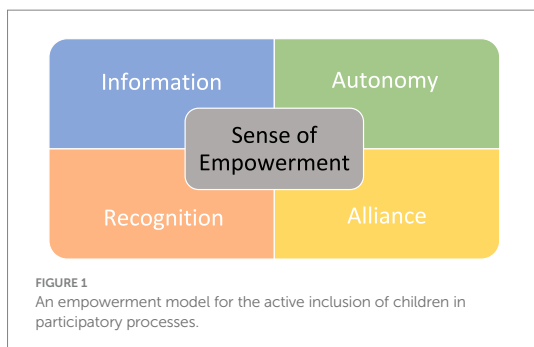 Information
Autonomy
Sense of
Empowerment
Recognition
Alliance
FIGURE 1
An empowerment model for the active inclusion of children in
participatory processes.